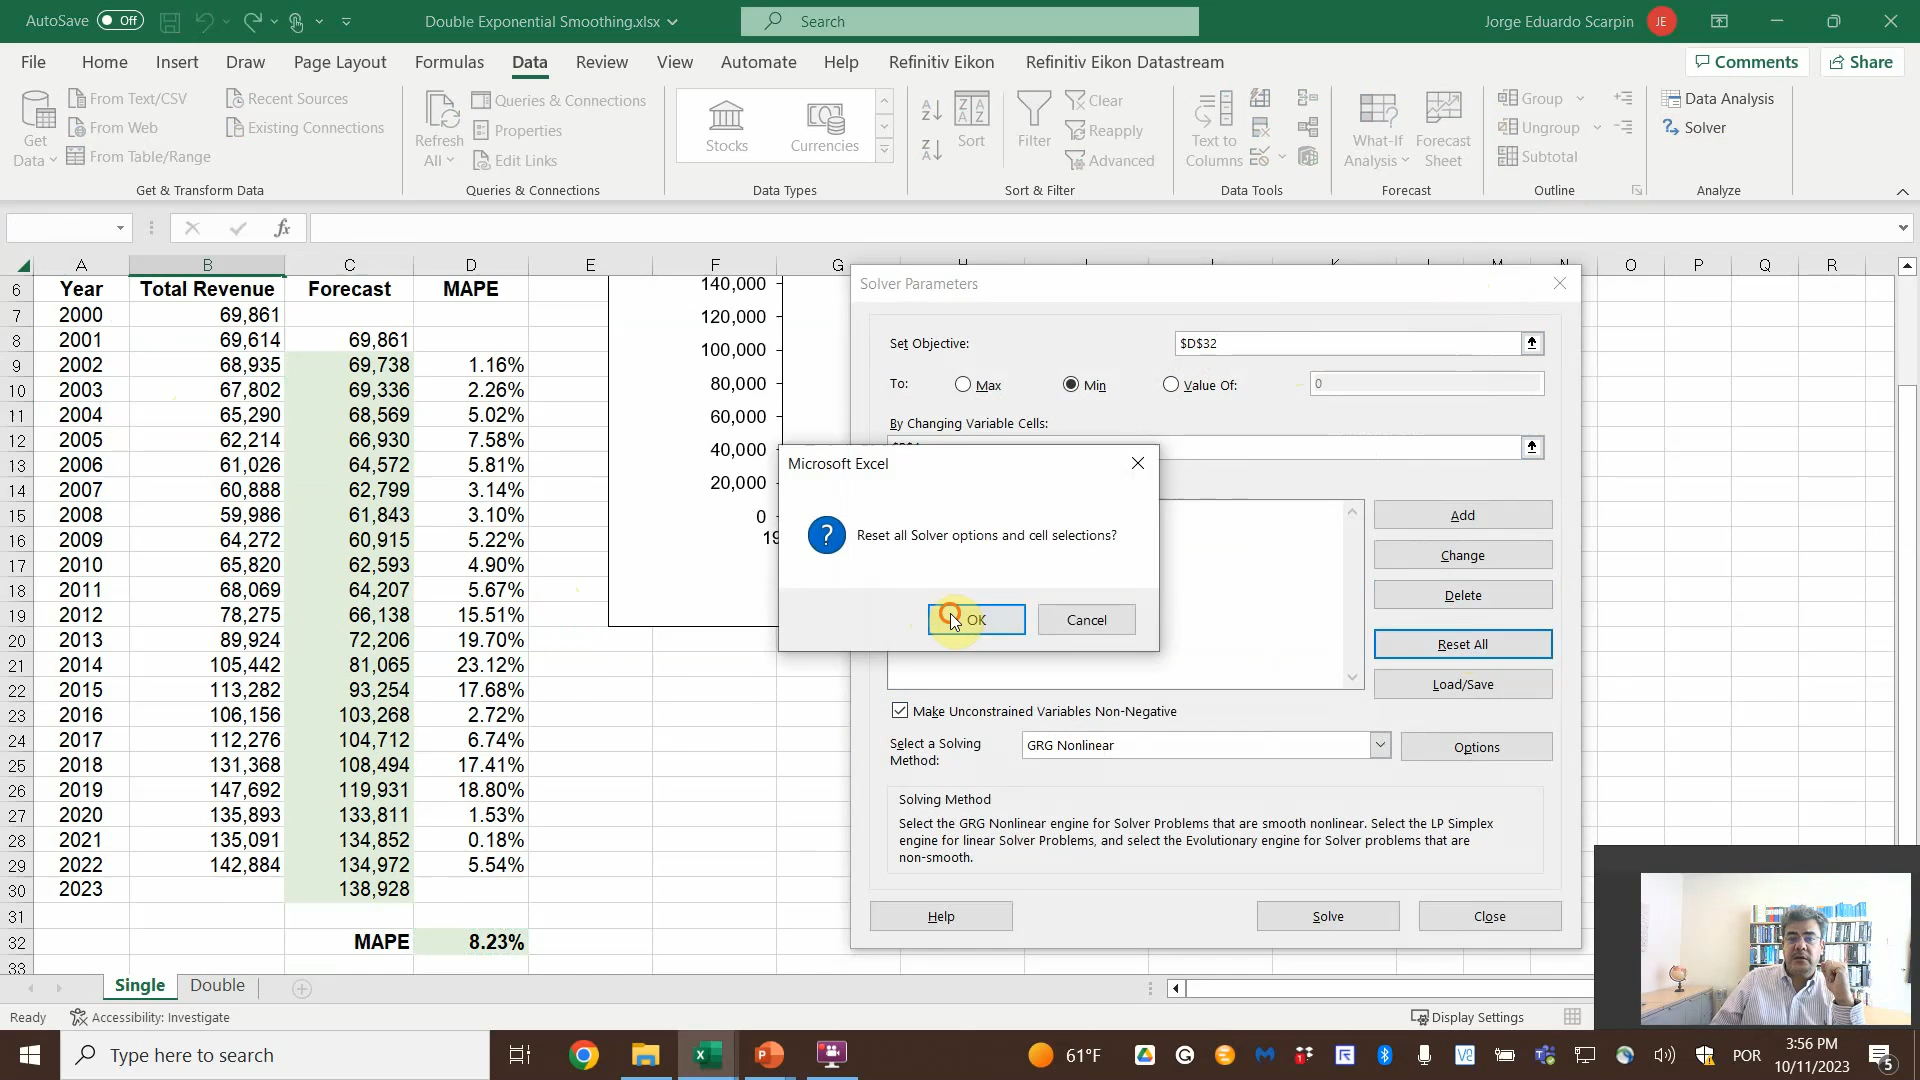 AutoSave Off Double Exponential Smoothing.xlsx Search Jorge Eduardo Scarpin JE
File Home Insert Draw Page Layout Formulas Data Review View Automate Help Refinitiv Eikon Refinitiv Eikon Datastream Comments Share
Get Data From Text/CSV From Web From Table/Range Recent Sources Existing Connections
Get & Transform Data
Refresh All Queries & Connections Properties Edit Links
Queries & Connections
Stocks Currencies
Data Types
Sort Filter Clear Reapply Advanced
Sort & Filter
Text to Columns
Data Tools
What-If Analysis Forecast Sheet
Forecast
Group Ungroup Subtotal
Outline
Data Analysis Solver
Analyze
fx
A B C D E F G O P Q R
6 Year Total Revenue Forecast MAPE
7 2000 69,861
8 2001 69,614 69,861
9 2002 68,935 69,738 1.16%
10 2003 67,802 69,336 2.26%
11 2004 65,290 68,569 5.02%
12 2005 62,214 66,930 7.58%
13 2006 61,026 64,572 5.81%
14 2007 60,888 62,799 3.14%
15 2008 59,986 61,843 3.10%
16 2009 64,272 60,915 5.22%
17 2010 65,820 62,593 4.90%
18 2011 68,069 64,207 5.67%
19 2012 78,275 66,138 15.51%
20 2013 89,924 72,206 19.70%
21 2014 105,442 81,065 23.12%
22 2015 113,282 93,254 17.68%
23 2016 106,156 103,268 2.72%
24 2017 112,276 104,712 6.74%
25 2018 131,368 108,494 17.41%
26 2019 147,692 119,931 18.80%
27 2020 135,893 133,811 1.53%
28 2021 135,091 134,852 0.18%
29 2022 142,884 134,972 5.54%
30 2023 138,928
31
32 MAPE 8.23%
33
140,000
120,000
100,000
80,000
60,000
40,000
20,000
0
19
Solver Parameters
Set Objective: $D$32
To: Max Min Value Of: 0
By Changing Variable Cells:
Microsoft Excel
Reset all Solver options and cell selections?
OK Cancel
Add
Change
Delete
Reset All
Load/Save
Make Unconstrained Variables Non-Negative
Select a Solving Method: GRG Nonlinear Options
Solving Method
Select the GRG Nonlinear engine for Solver Problems that are smooth nonlinear. Select the LP Simplex
engine for linear Solver Problems, and select the Evolutionary engine for Solver problems that are
non-smooth.
Help Solve Close
Single Double
Ready Accessibility: Investigate Display Settings
Type here to search 61°F POR 3:56 PM
10/11/2023 5